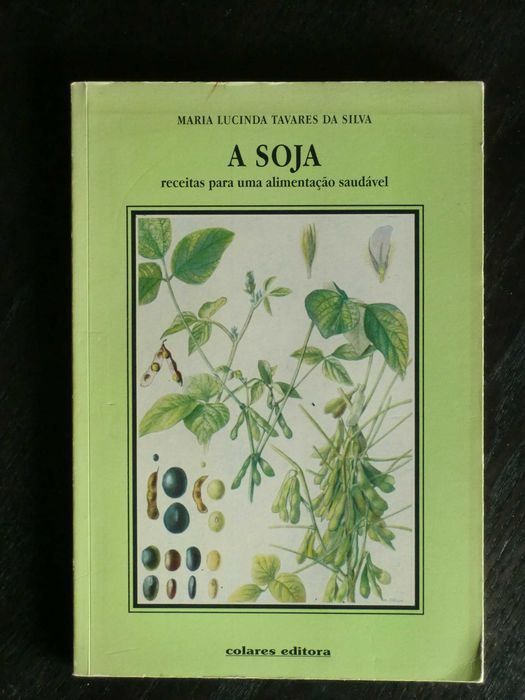 MARIA LUCINDA TAVARES DA SILVA
A SOJA
receitas para uma alimentação saudável
colares editora